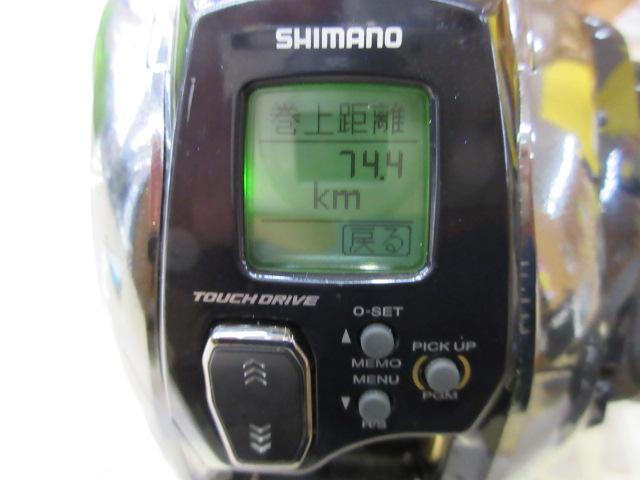 SHIMANO
巻上距離
74.4
km
戻る
TOUCH DRIVE
O-SET
MEMO
PICK UP
MENU
PGM
H/S